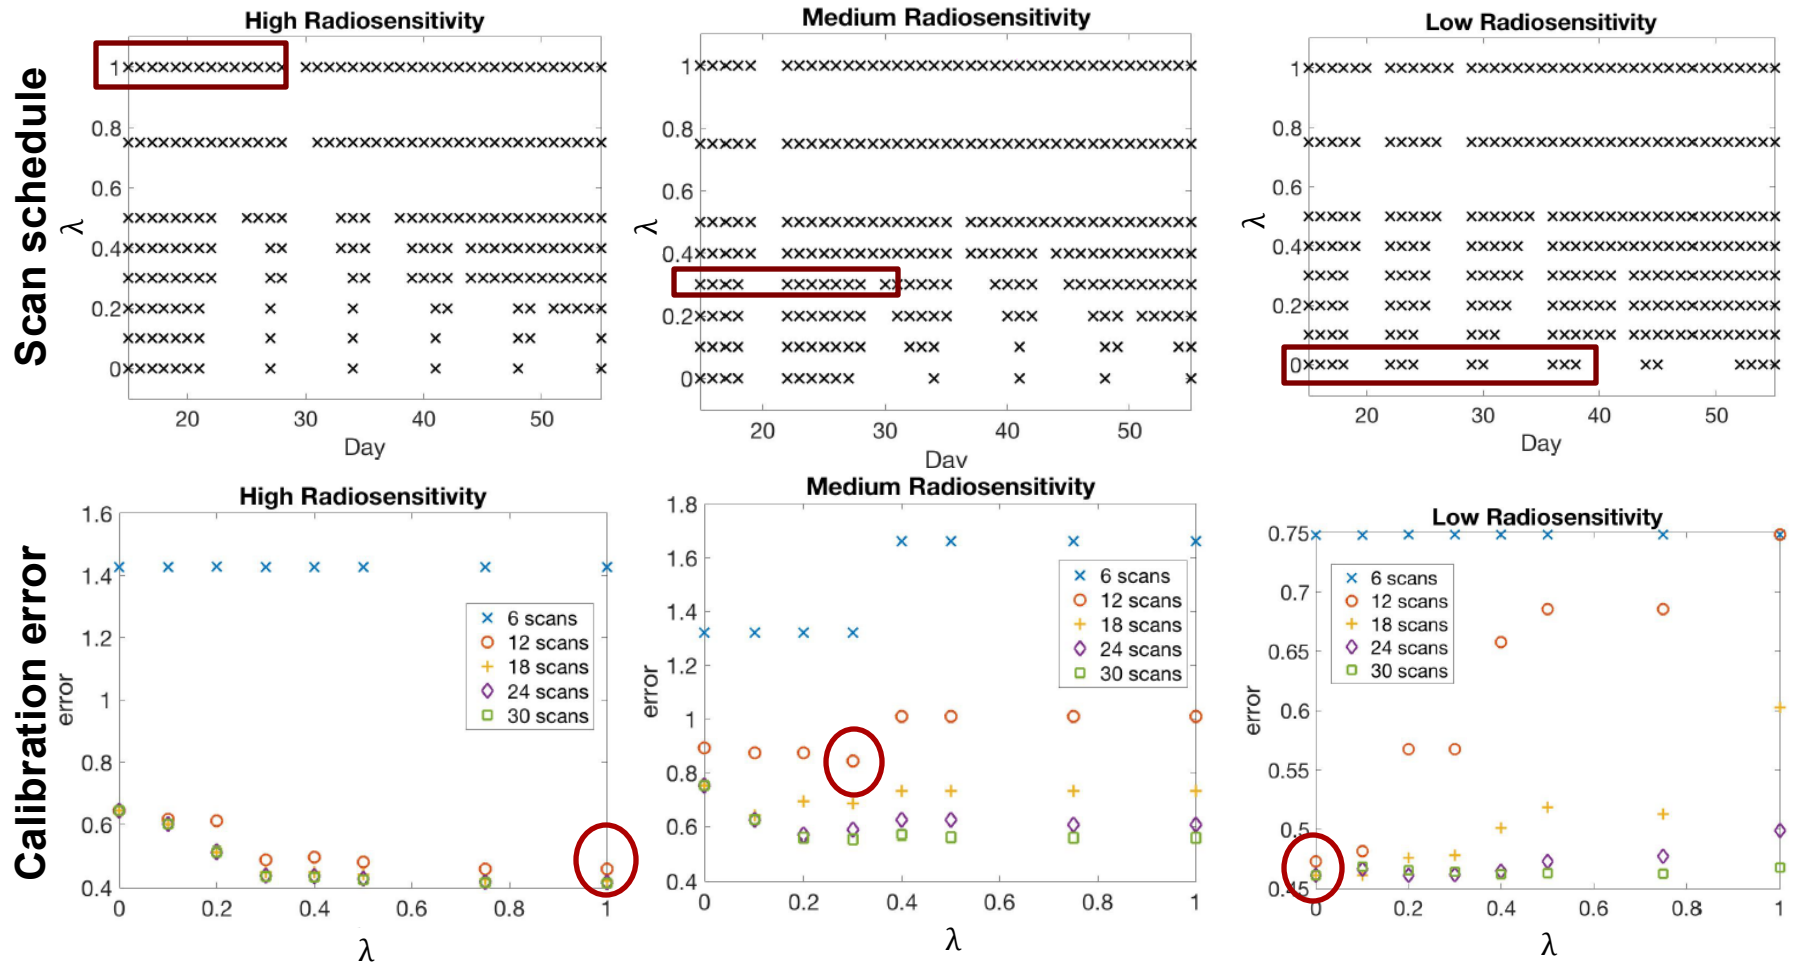 Scan schedule
High Radiosensitivity
1
0.8
0.6
0.4
0.2
0
λ
20 30 40 50
Day
Medium Radiosensitivity
1
0.8
0.6
0.4
0.2
0
λ
20 30 40 50
Day
Low Radiosensitivity
1
0.8
0.6
0.4
0.2
0
λ
20 30 40 50
Day
Calibration error
High Radiosensitivity
1.6
1.4
1.2
1
0.8
0.6
0.4
error
6 scans
12 scans
18 scans
24 scans
30 scans
0 0.2 0.4 0.6 0.8 1
λ
Medium Radiosensitivity
1.8
1.6
1.4
1.2
1
0.8
0.6
0.4
error
6 scans
12 scans
18 scans
24 scans
30 scans
0 0.2 0.4 0.6 0.8 1
λ
Low Radiosensitivity
0.75
0.7
0.65
0.6
0.55
0.5
0.45
error
6 scans
12 scans
18 scans
24 scans
30 scans
0 0.2 0.4 0.6 0.8 1
λ